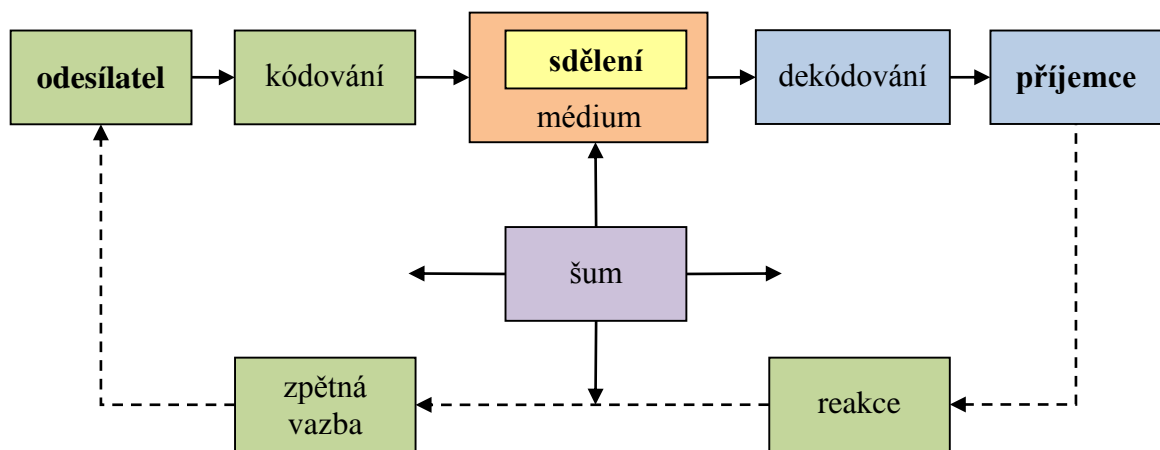 odesílatel
kódování
sdělení
médium
dekódování
příjemce
šum
zpětná
vazba
reakce